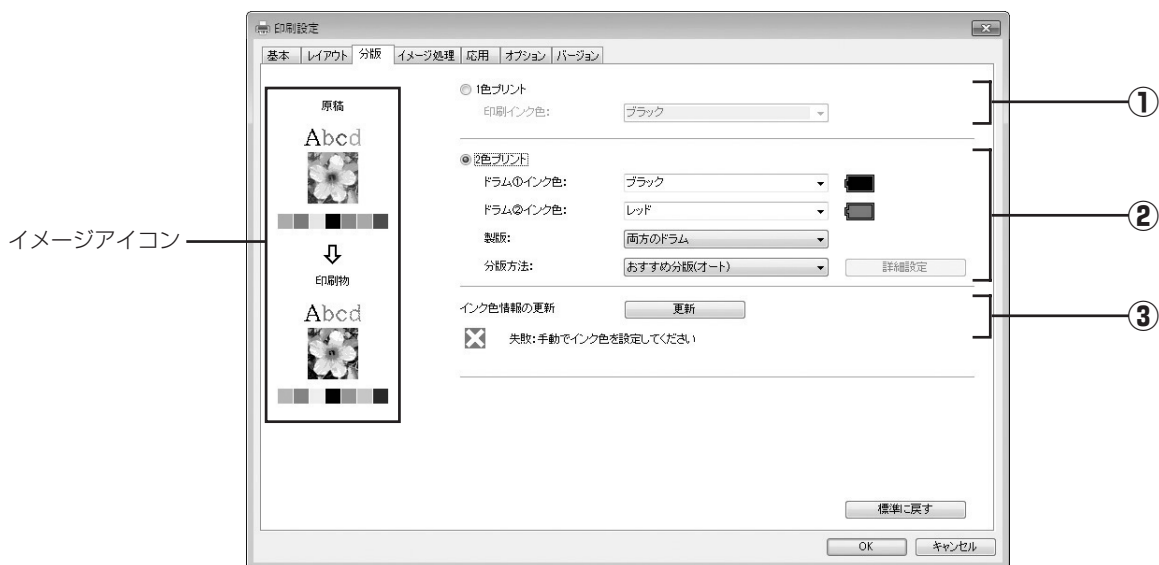 印刷設定
基本 レイアウト 分版 イメージ処理 応用 オプション バージョン
原稿
Abcd
印刷物
Abcd
イメージアイコン
1色プリント
印刷インク色: ブラック
①
2色プリント
ドラム①インク色: ブラック
ドラム②インク色: レッド
製版: 両方のドラム
分版方法: おすすめ分版(オート) 詳細設定
②
インク色情報の更新 更新
失敗:手動でインク色を設定してください
③
標準に戻す
OK キャンセル